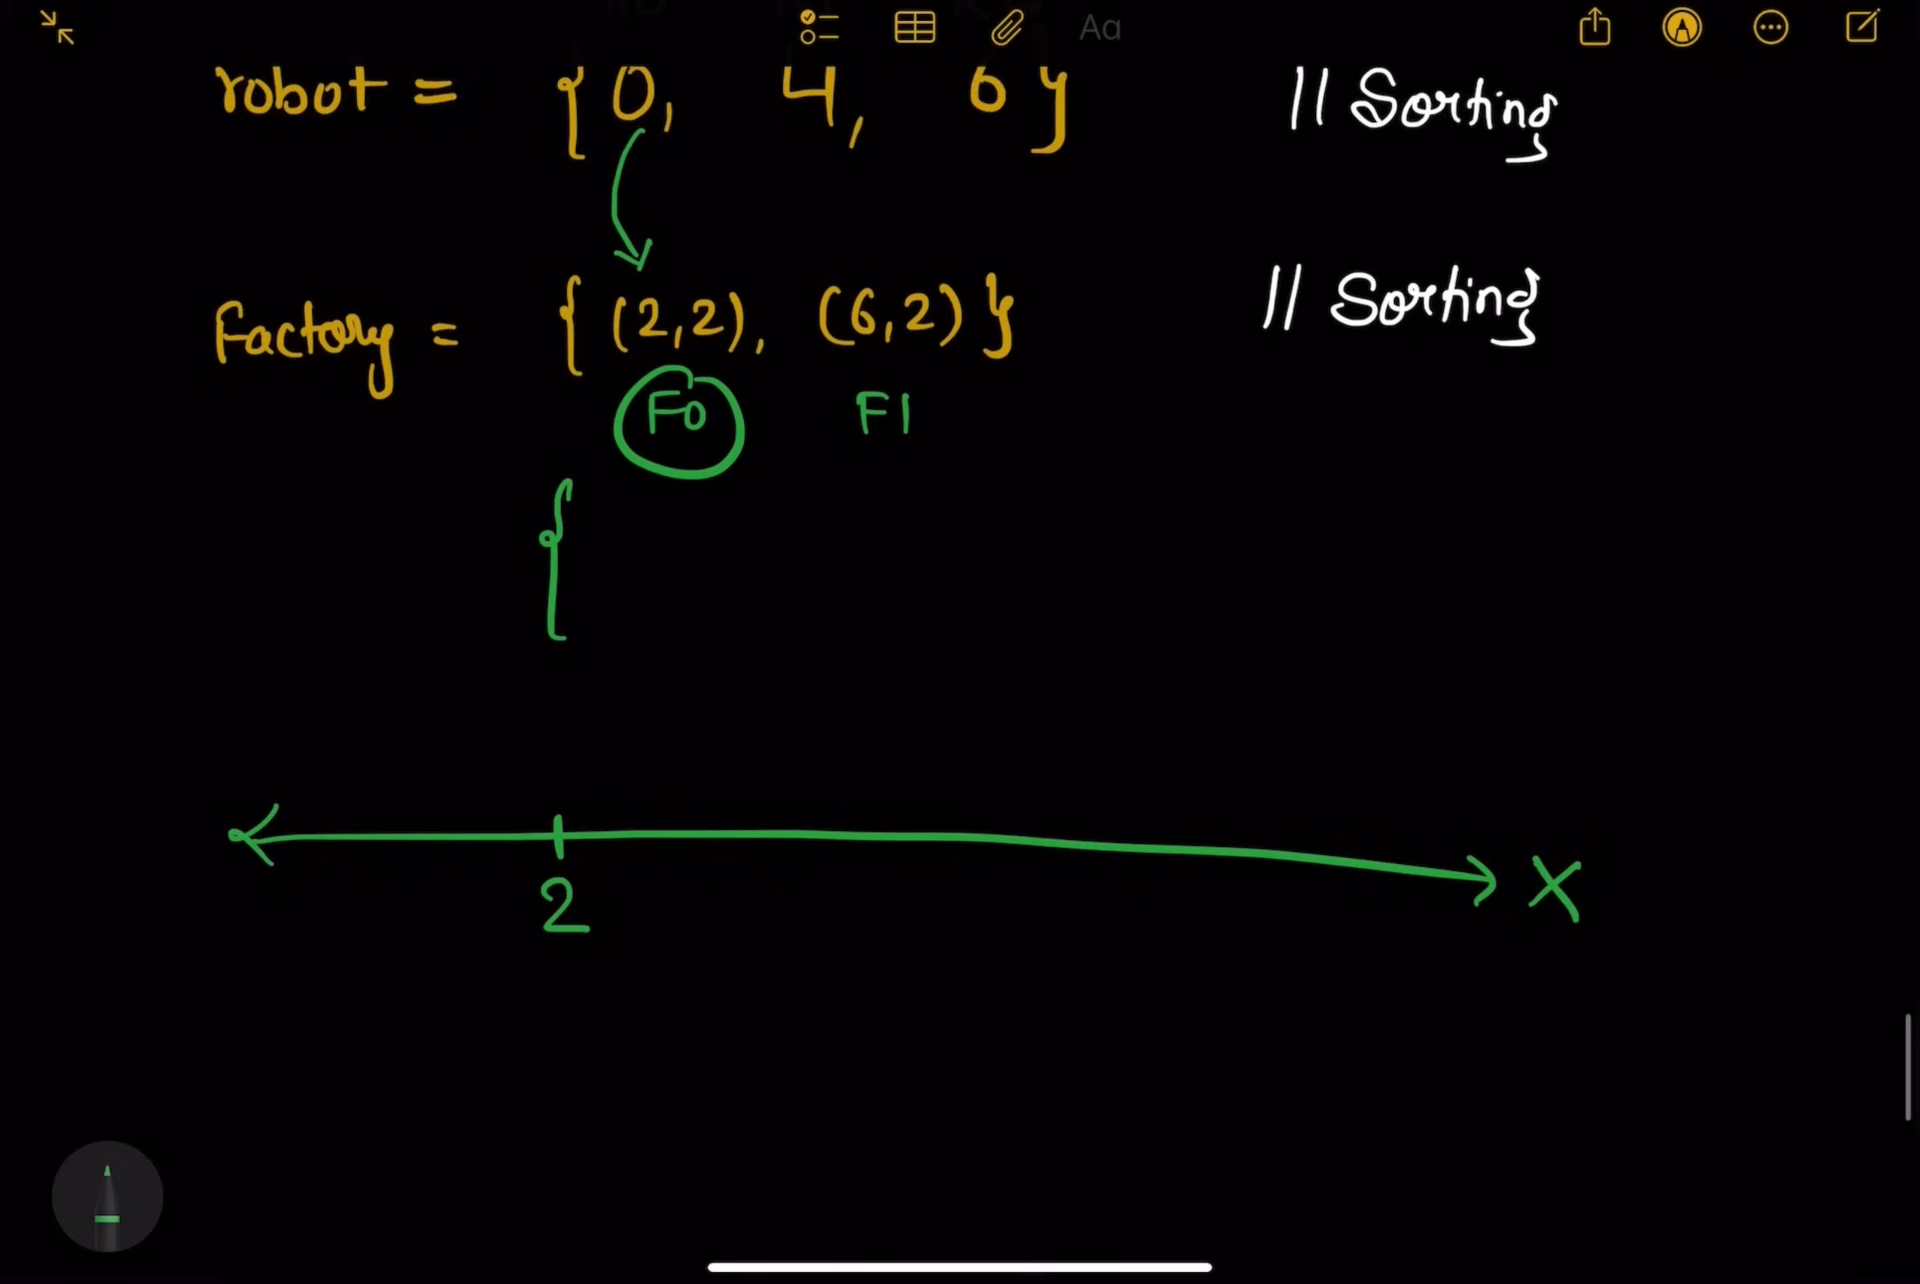 Aa
robot = { 0, 4, 6 } || Sorting
Factory = { (2,2), (6,2) } || Sorting
F0 F1
{
2 X